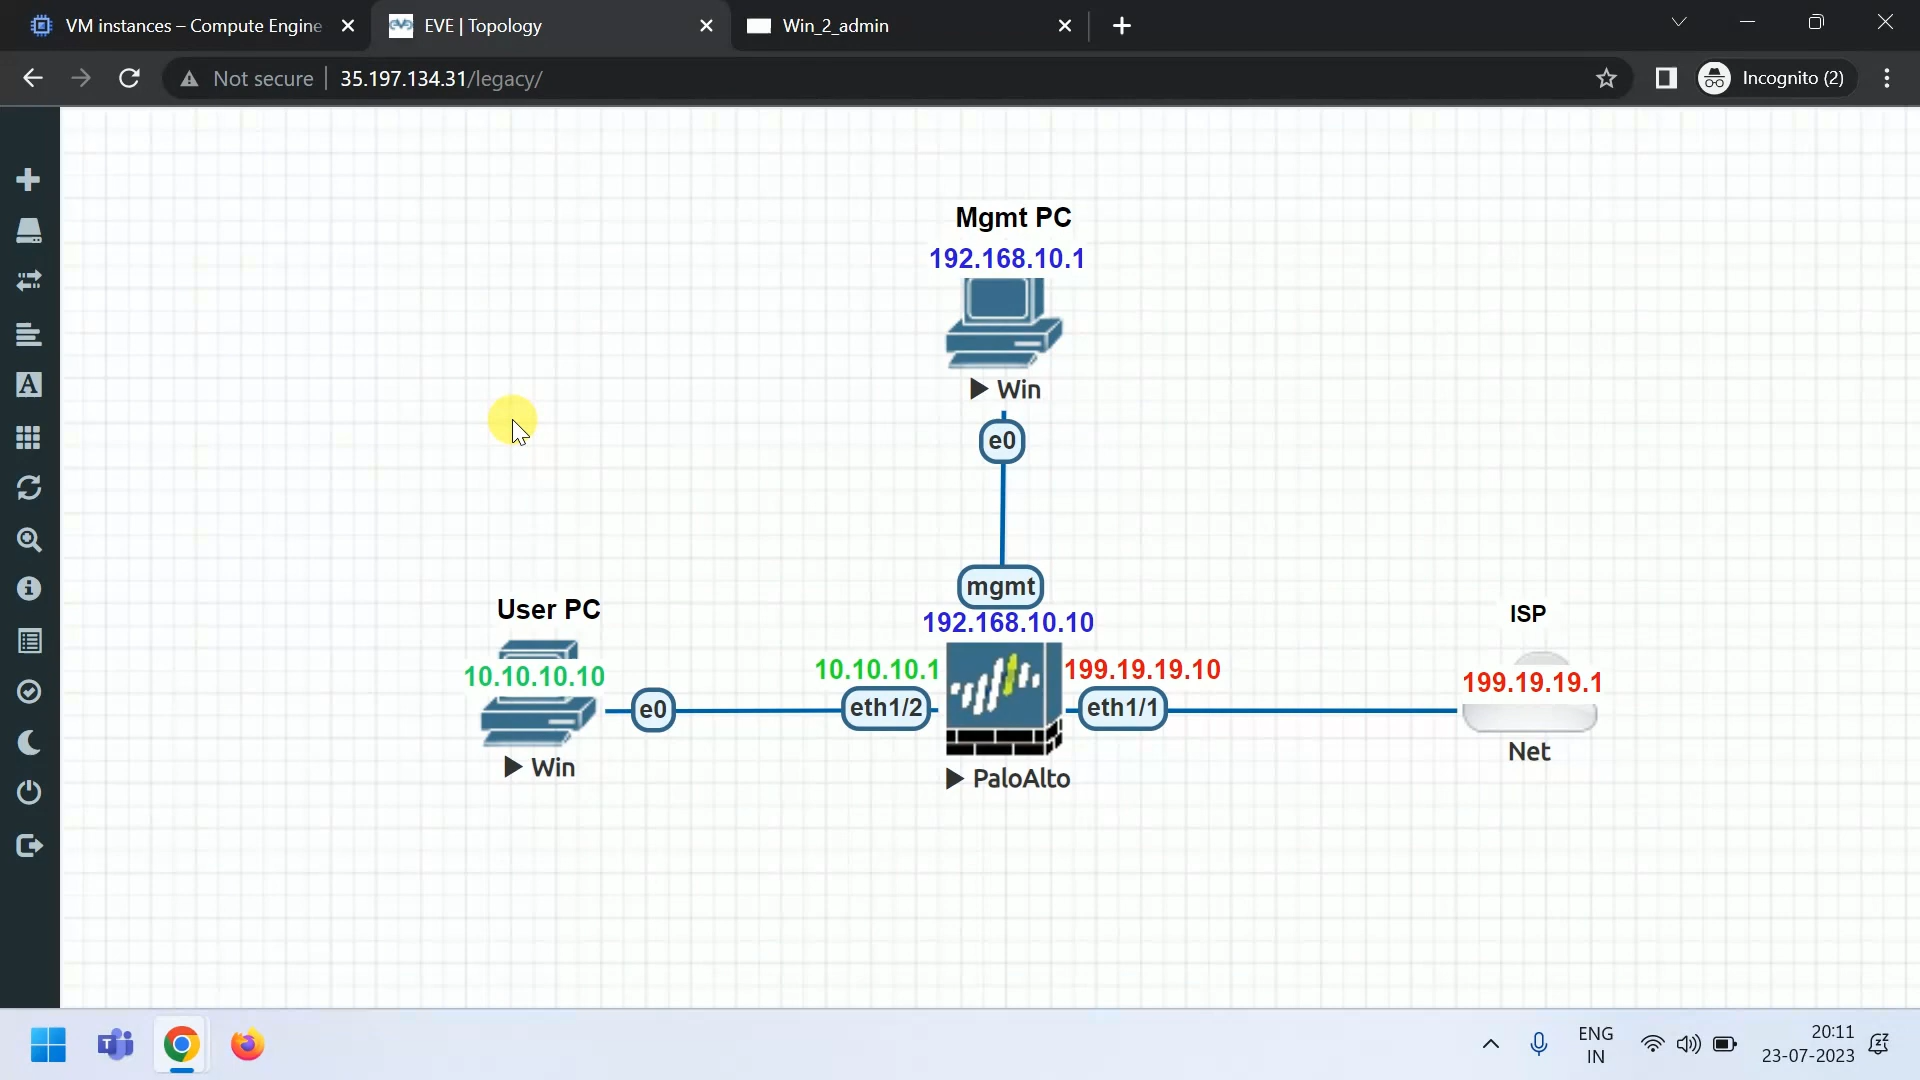 VM instances – Compute Engine
EVE | Topology
Win_2_admin
Not secure
35.197.134.31/legacy/
Incognito (2)
Mgmt PC
192.168.10.1
Win
e0
mgmt
192.168.10.10
User PC
10.10.10.10
e0
Win
10.10.10.1
eth1/2
199.19.19.10
eth1/1
PaloAlto
ISP
199.19.19.1
Net
A
ENG
IN
20:11
23-07-2023